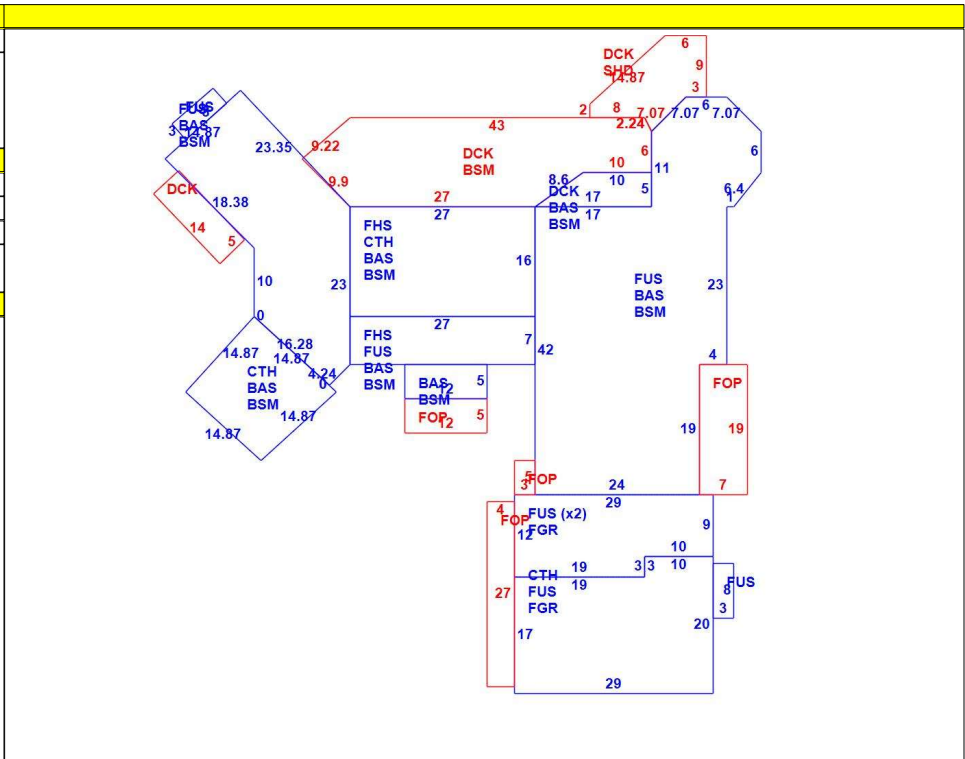 6
DCK
SHD
9
14.87
3
2
8
7.07
6
7.07
7.07
2.24
43
FUS
8
FUS
BAS
BSM
3
14.87
23.35
9.22
9.9
DCK
BSM
6
10
10
11
6
8.6
DCK
BAS
BSM
17
17
5
6.4
1
DCK
18.38
14
5
27
27
FHS
CTH
BAS
BSM
16
10
23
FUS
BAS
BSM
23
0
27
7
42
16.28
14.87
14.87
FHS
FUS
BAS
BSM
4
CTH
BAS
BSM
4.24
0
14.87
14.87
BAS
BSM
12
5
FOP
12
5
FOP
19
19
7
5
3
FOP
24
29
4
FOP
FUS (x2)
FGR
12
9
10
10
19
19
3
3
CTH
FUS
FGR
FUS
8
3
27
17
20
29